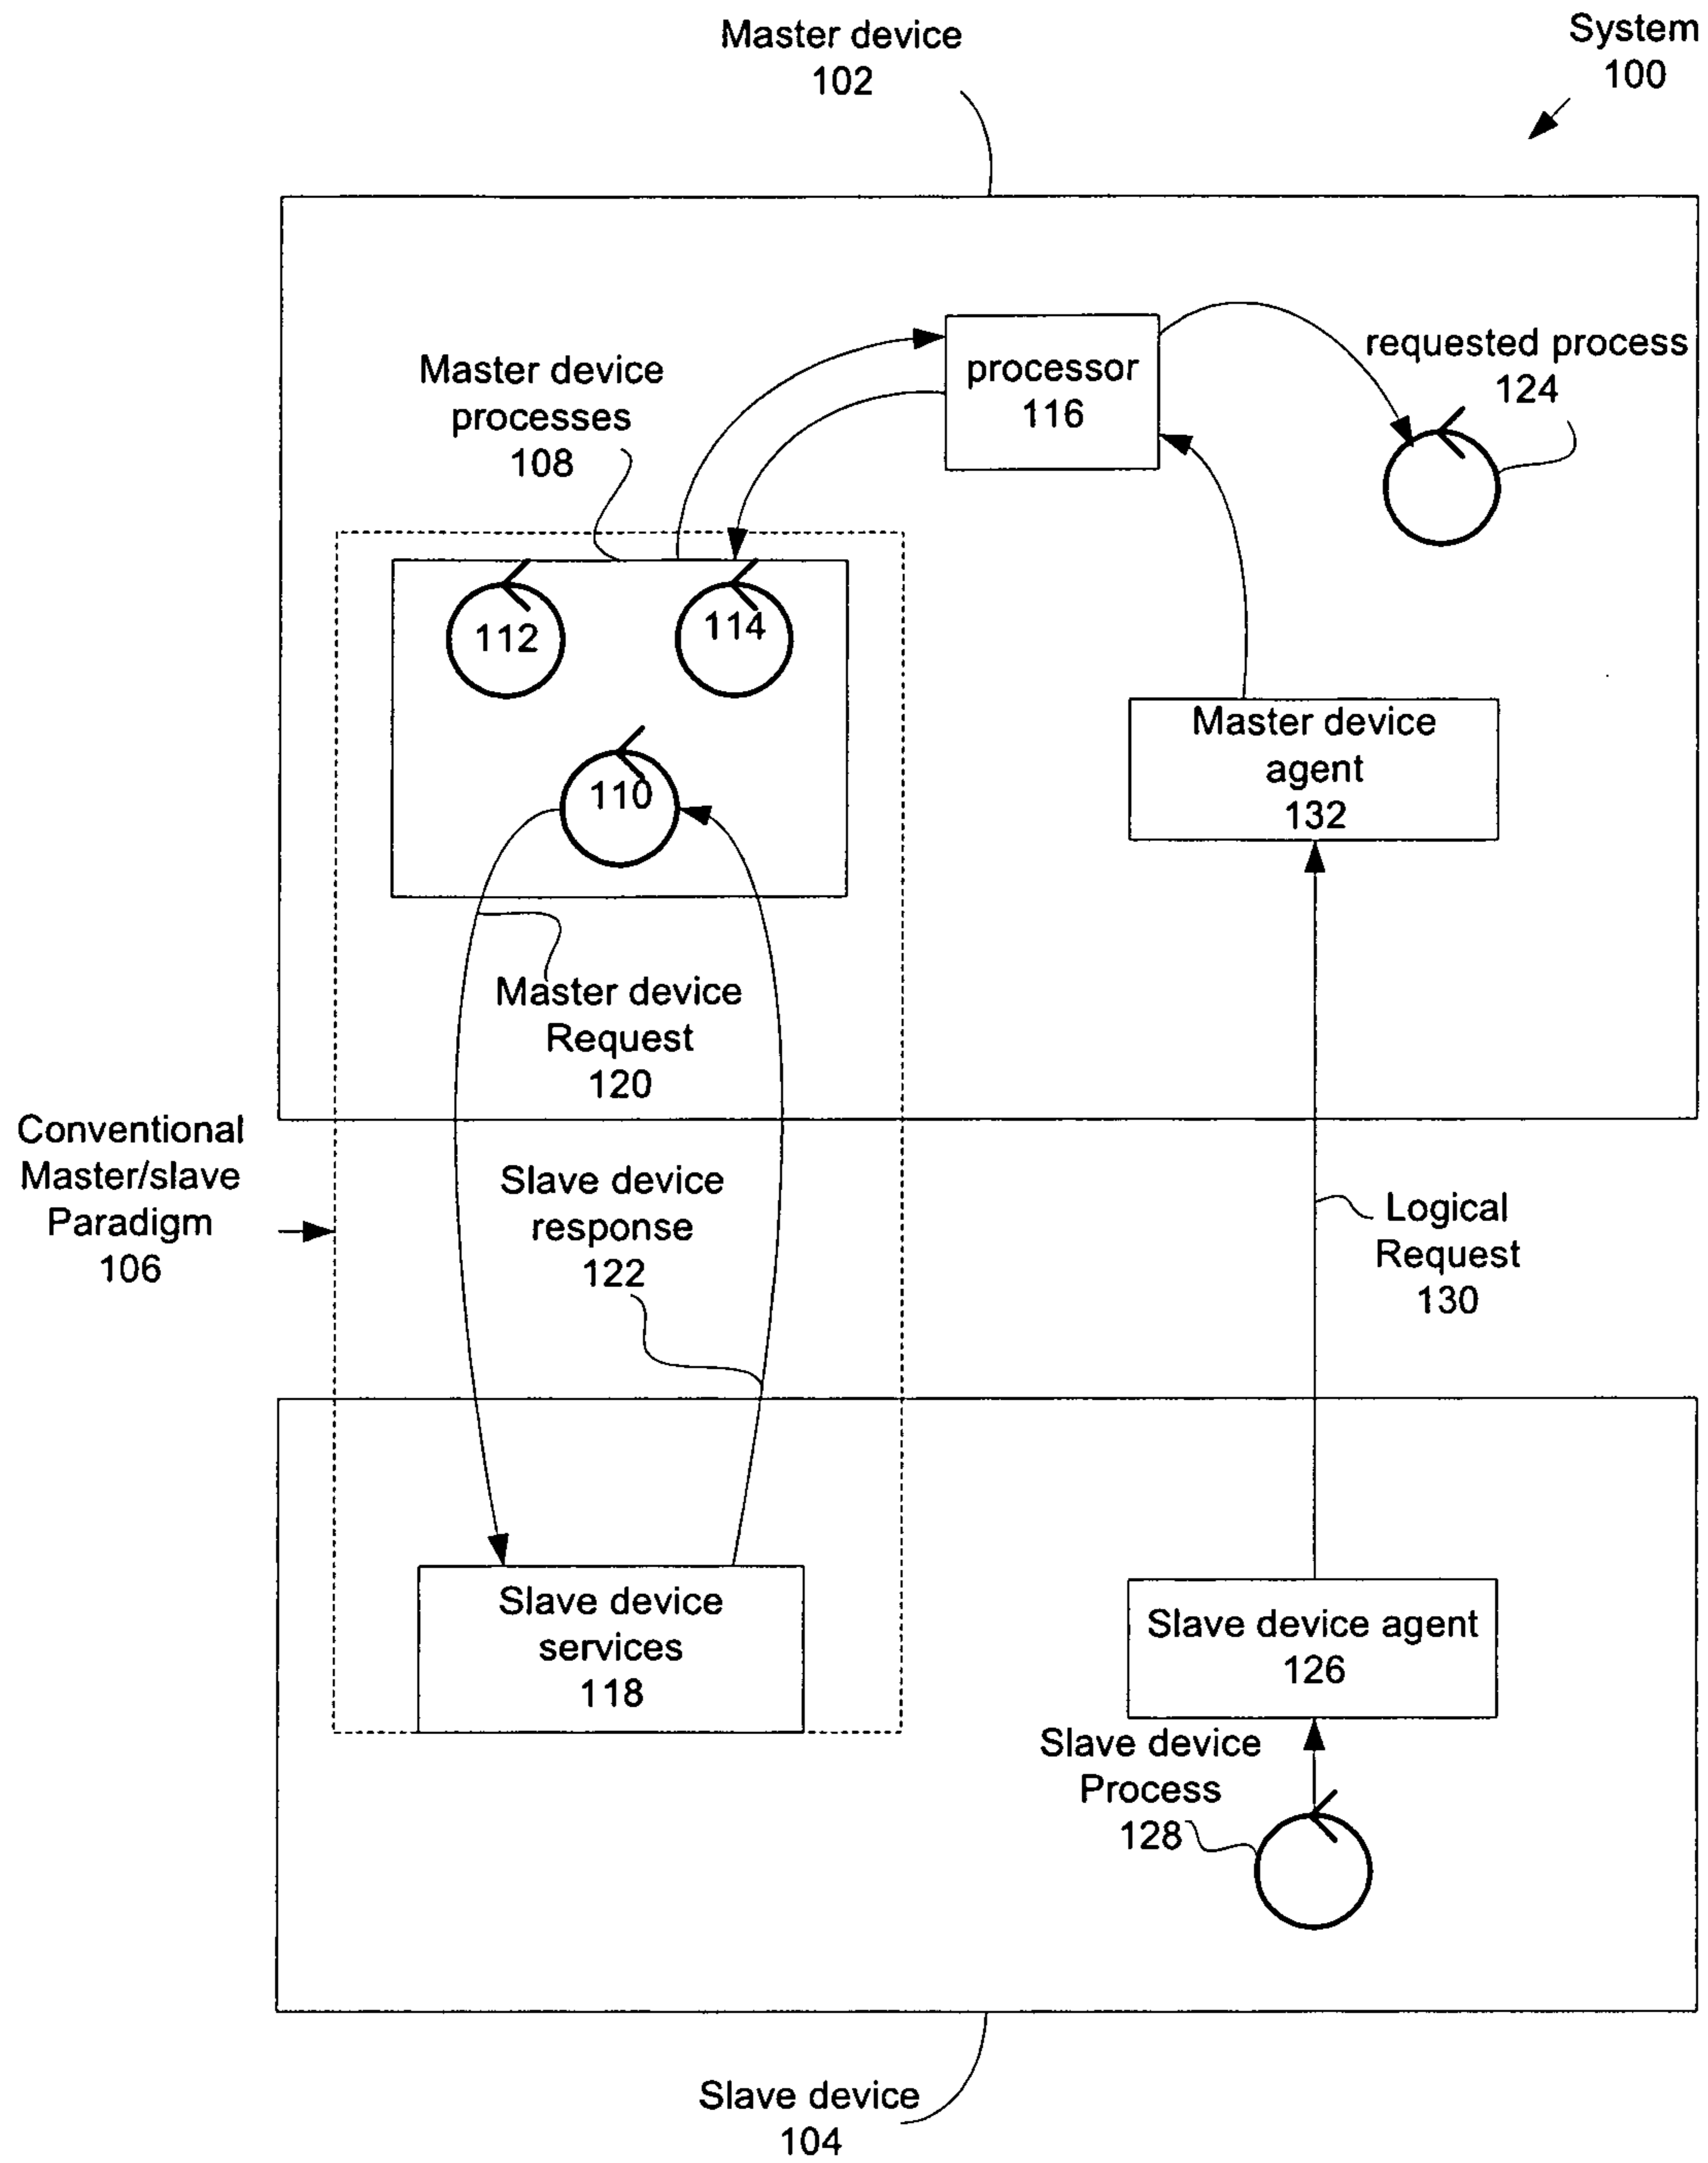 Master device
102
System
100
processor
116
requested process
124
Master device
processes
108
112
114
110
Master device
agent
132
Master device
Request
120
Conventional
Master/slave
Paradigm
106
Slave device
response
122
Logical
Request
130
Slave device
services
118
Slave device agent
126
Slave device
Process
128
Slave device
104